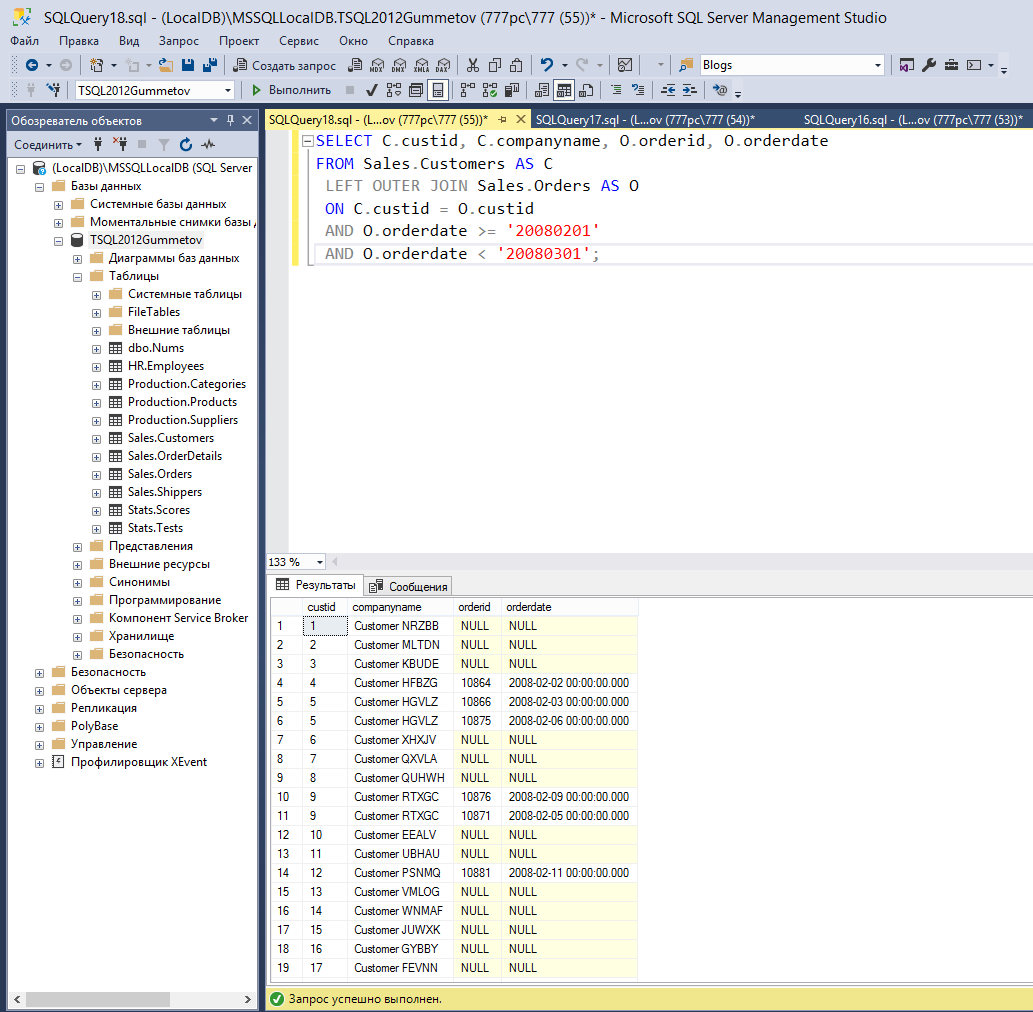 SQLQuery18.sql - (LocalDB)\MSSQLLocalDB.TSQL2012Gummetov (777pc\777 (55))* - Microsoft SQL Server Management Studio
Файл Правка Вид Запрос Проект Сервис Окно Справка
Создать запрос MDX DMX XMLA DAX Blogs
TSQL2012Gummetov Выполнить
Обозреватель объектов
Соединить
(LocalDB)\MSSQLLocalDB (SQL Server
Базы данных
Системные базы данных
Моментальные снимки базы
TSQL2012Gummetov
Диаграммы баз данных
Таблицы
Системные таблицы
FileTables
Внешние таблицы
dbo.Nums
HR.Employees
Production.Categories
Production.Products
Production.Suppliers
Sales.Customers
Sales.OrderDetails
Sales.Orders
Sales.Shippers
Stats.Scores
Stats.Tests
Представления
Внешние ресурсы
Синонимы
Программирование
Компонент Service Broker
Хранилище
Безопасность
Безопасность
Объекты сервера
Репликация
PolyBase
Управление
Профилировщик XEvent
SQLQuery18.sql - (L...ov (777pc\777 (55))* SQLQuery17.sql - (L...ov (777pc\777 (54))* SQLQuery16.sql - (L...ov (777pc\777 (53))*
SELECT C.custid, C.companyname, O.orderid, O.orderdate
FROM Sales.Customers AS C
LEFT OUTER JOIN Sales.Orders AS O
ON C.custid = O.custid
AND O.orderdate >= '20080201'
AND O.orderdate < '20080301';
133 %
Результаты Сообщения
custid companyname orderid orderdate
1 1 Customer NRZBB NULL NULL
2 2 Customer MLTDN NULL NULL
3 3 Customer KBUDE NULL NULL
4 4 Customer HFBZG 10864 2008-02-02 00:00:00.000
5 5 Customer HGVLZ 10866 2008-02-03 00:00:00.000
6 5 Customer HGVLZ 10875 2008-02-06 00:00:00.000
7 6 Customer XHXJV NULL NULL
8 7 Customer QXVLA NULL NULL
9 8 Customer QUHWH NULL NULL
10 9 Customer RTXGC 10876 2008-02-09 00:00:00.000
11 9 Customer RTXGC 10871 2008-02-05 00:00:00.000
12 10 Customer EEALV NULL NULL
13 11 Customer UBHAU NULL NULL
14 12 Customer PSNMQ 10881 2008-02-11 00:00:00.000
15 13 Customer VMLOG NULL NULL
16 14 Customer WNMAF NULL NULL
17 15 Customer JUWXK NULL NULL
18 16 Customer GYBBY NULL NULL
19 17 Customer FEVNN NULL NULL
Запрос успешно выполнен.